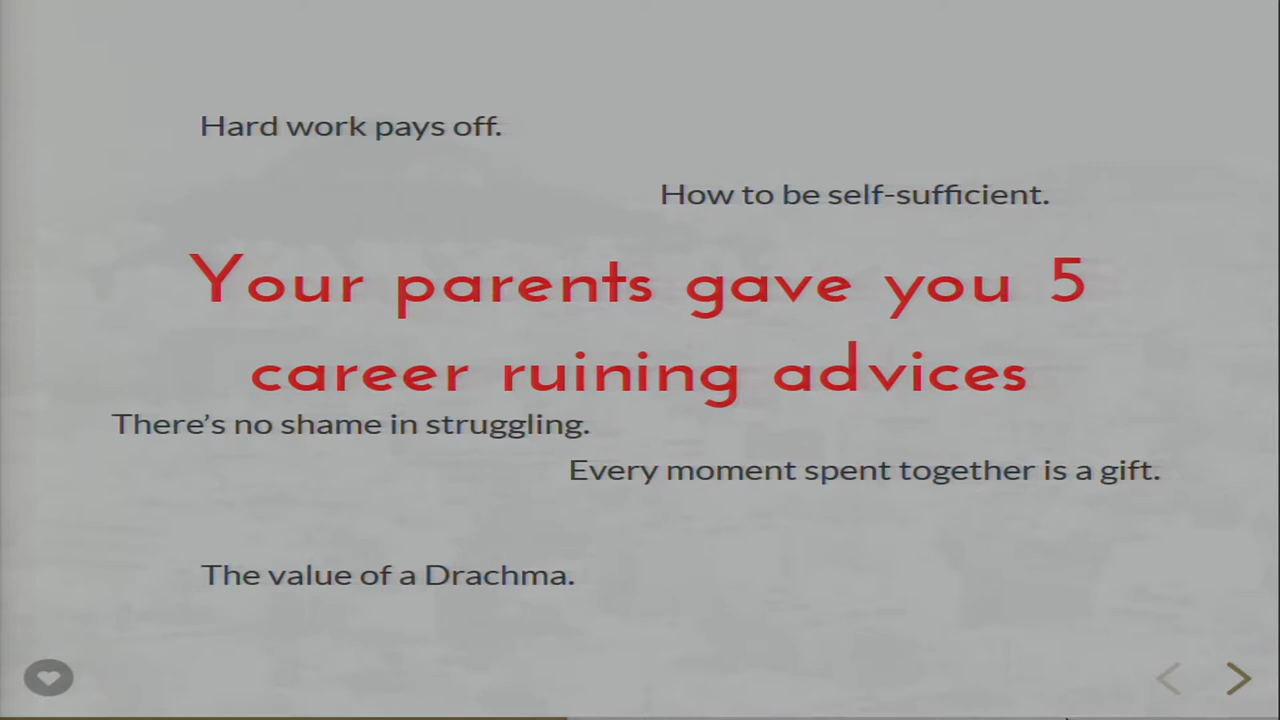 Hard work pays off.
How to be self-sufficient.
Your parents gave you 5
career ruining advices
There’s no shame in struggling.
Every moment spent together is a gift.
The value of a Drachma.